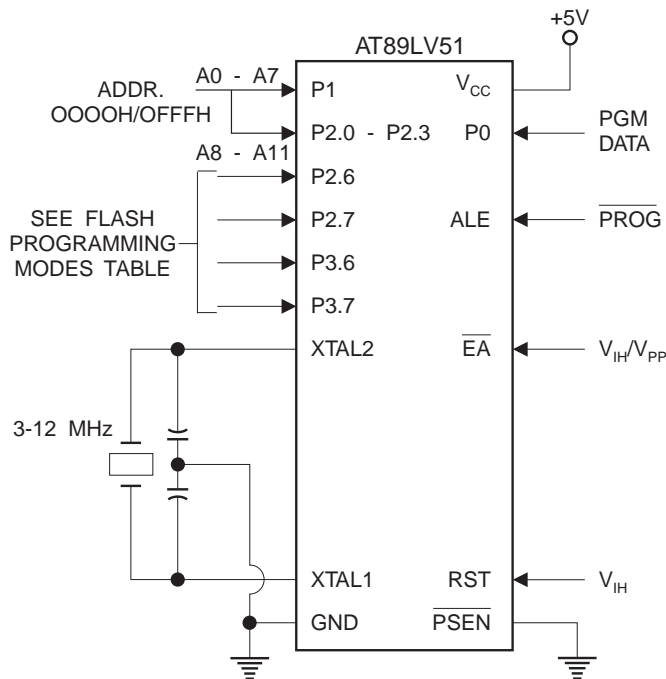 +5V
AT89LV51
A0 - A7
ADDR.
OOOOH/OFFFH
P1
VCC
P2.0 - P2.3
P0
PGM
DATA
A8 - A11
P2.6
SEE FLASH
PROGRAMMING
MODES TABLE
P2.7
ALE
PROG
P3.6
P3.7
XTAL2
EA
VIH/VPP
3-12 MHz
XTAL1
RST
VIH
GND
PSEN